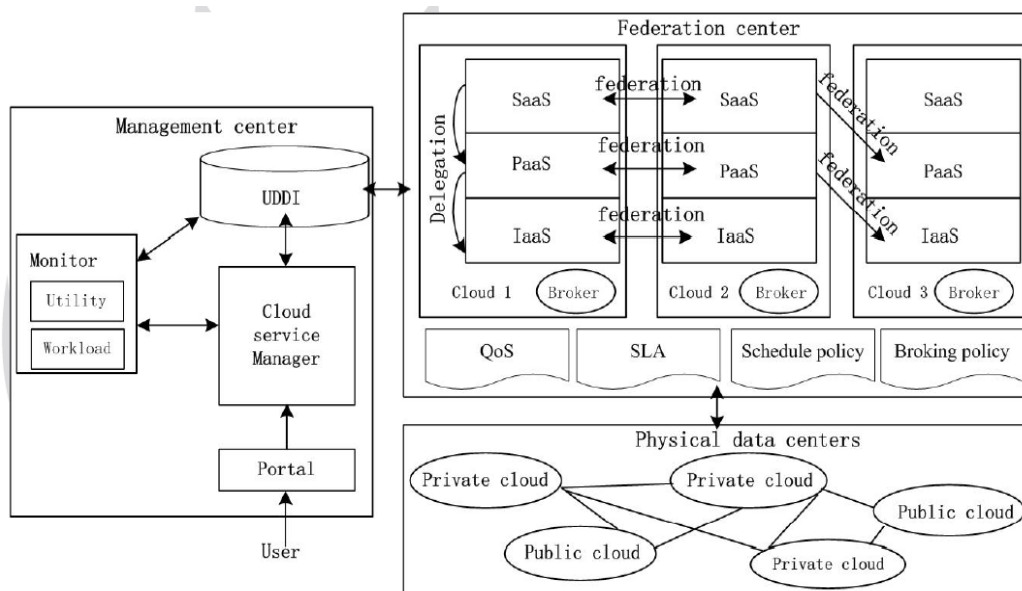 Federation center
federation
federation
SaaS
SaaS
SaaS
Management center
Delegation
federation
federation
PaaS
PaaS
PaaS
UDDI
federation
IaaS
IaaS
IaaS
Monitor
Utility
Workload
Cloud
service
Manager
Cloud 1
Broker
Cloud 2
Broker
Cloud 3
Broker
QoS
SLA
Schedule policy
Broking policy
Portal
User
Physical data centers
Private cloud
Private cloud
Public cloud
Public cloud
Private cloud